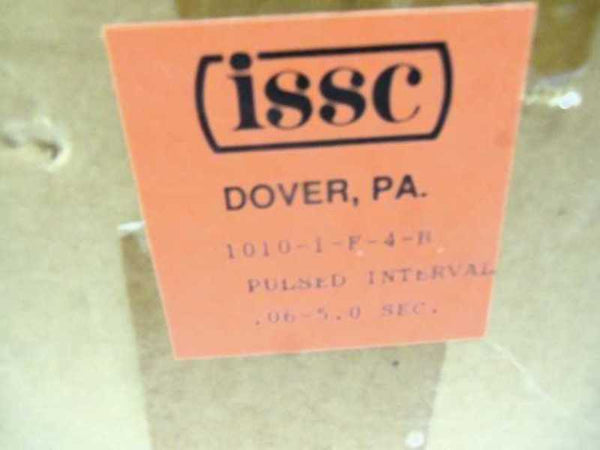 issc
DOVER, PA.
1010-1-F-4-B
PULSED INTERVAL
.06-5.0 SEC.